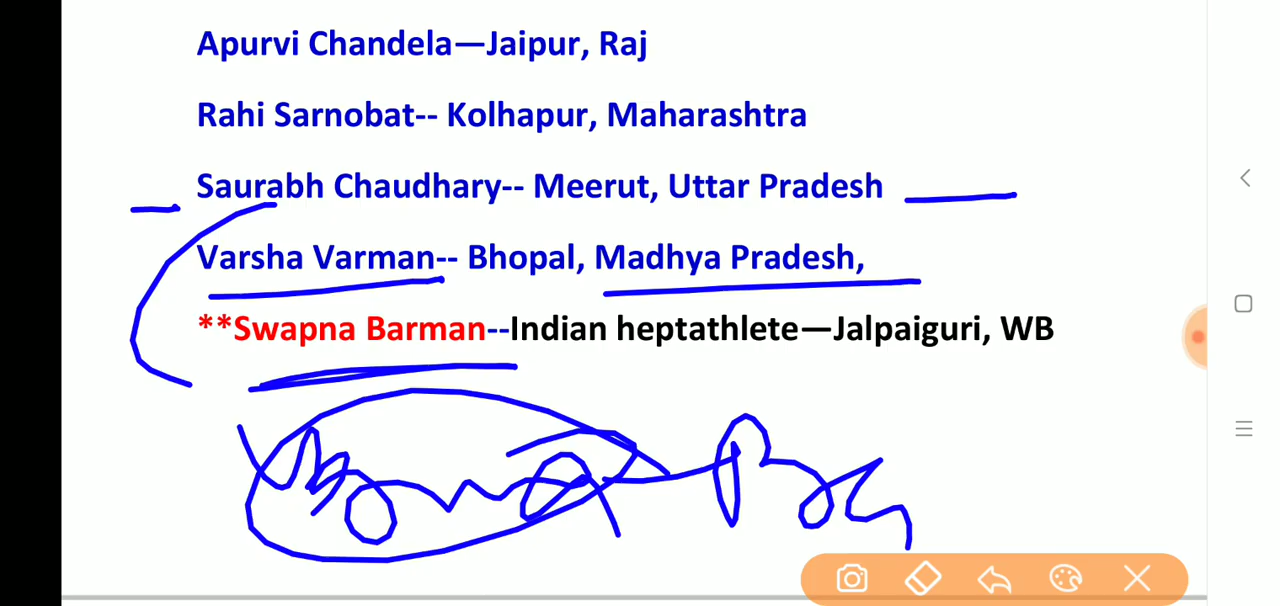 Apurvi Chandela—Jaipur, Raj
Rahi Sarnobat-- Kolhapur, Maharashtra
Saurabh Chaudhary-- Meerut, Uttar Pradesh
Varsha Varman-- Bhopal, Madhya Pradesh,
**Swapna Barman--Indian heptathlete—Jalpaiguri, WB